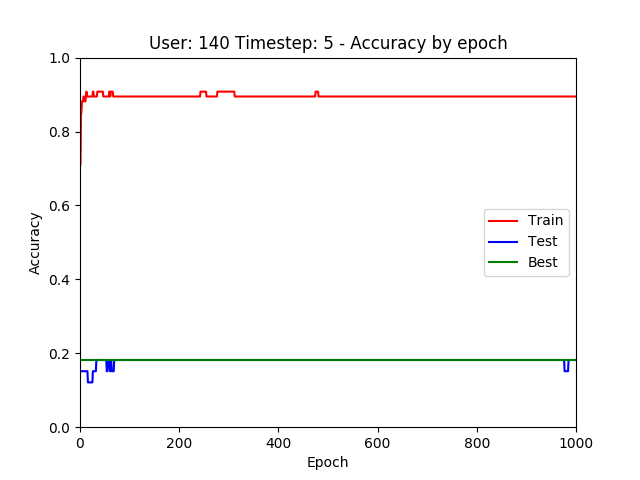 User: 140 Timestep: 5 - Accuracy by epoch
1.0
0.8
0.6
0.4
0.2
0.0
Accuracy
Train
Test
Best
0 200 400 600 800 1000
Epoch